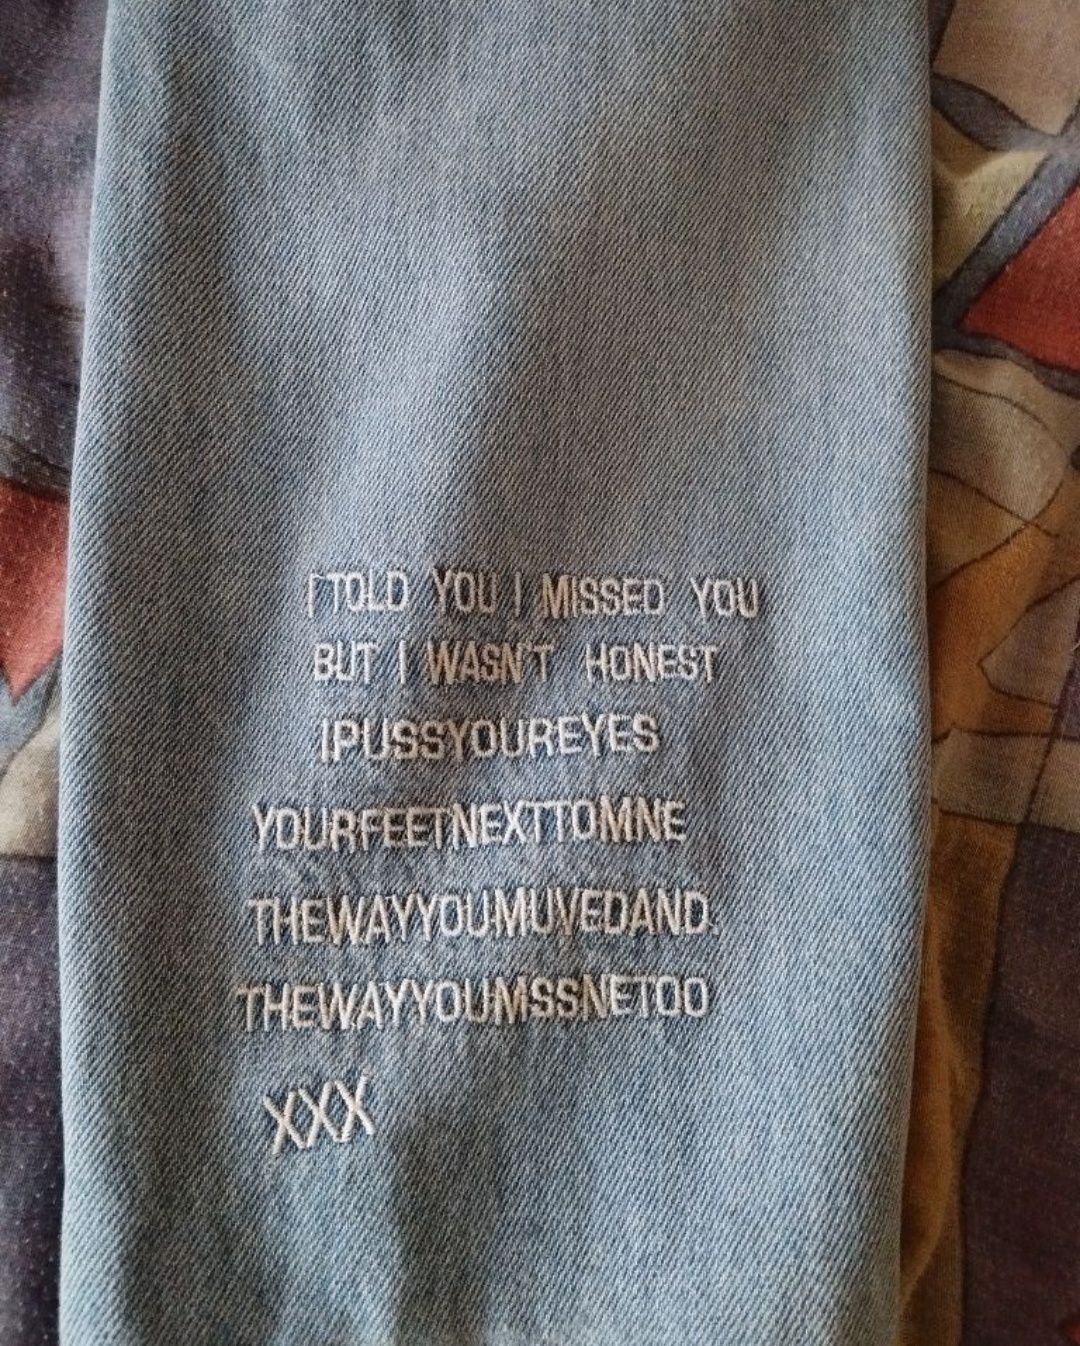 I TOLD YOU I MISSED YOU
BUT I WASN'T HONEST
IPUSSYOUREYES
YOURFEETNEXTTOMNE
THEWAYYOUMUVEDAND
THEWAYYOUMSSNETOO
XXX